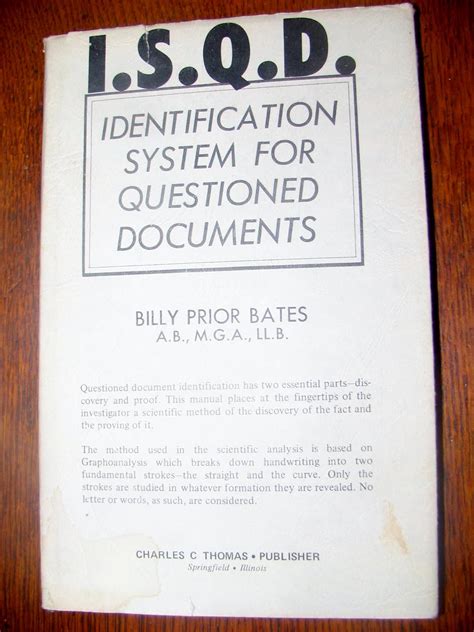 I.S.Q.D.
IDENTIFICATION
SYSTEM FOR
QUESTIONED
DOCUMENTS
BILLY PRIOR BATES
A.B., M.G.A., LL.B.
Questioned document identification has two essential parts—dis-
covery and proof. This manual places at the fingertips of the
investigator a scientific method of the discovery of the fact and
the proving of it.
The method used in the scientific analysis is based on
Graphoanalysis which breaks down handwriting into two
fundamental strokes—the straight and the curve. Only the
strokes are studied in whatever formation they are revealed. No
letter or words, as such, are considered.
CHARLES C THOMAS • PUBLISHER
Springfield • Illinois